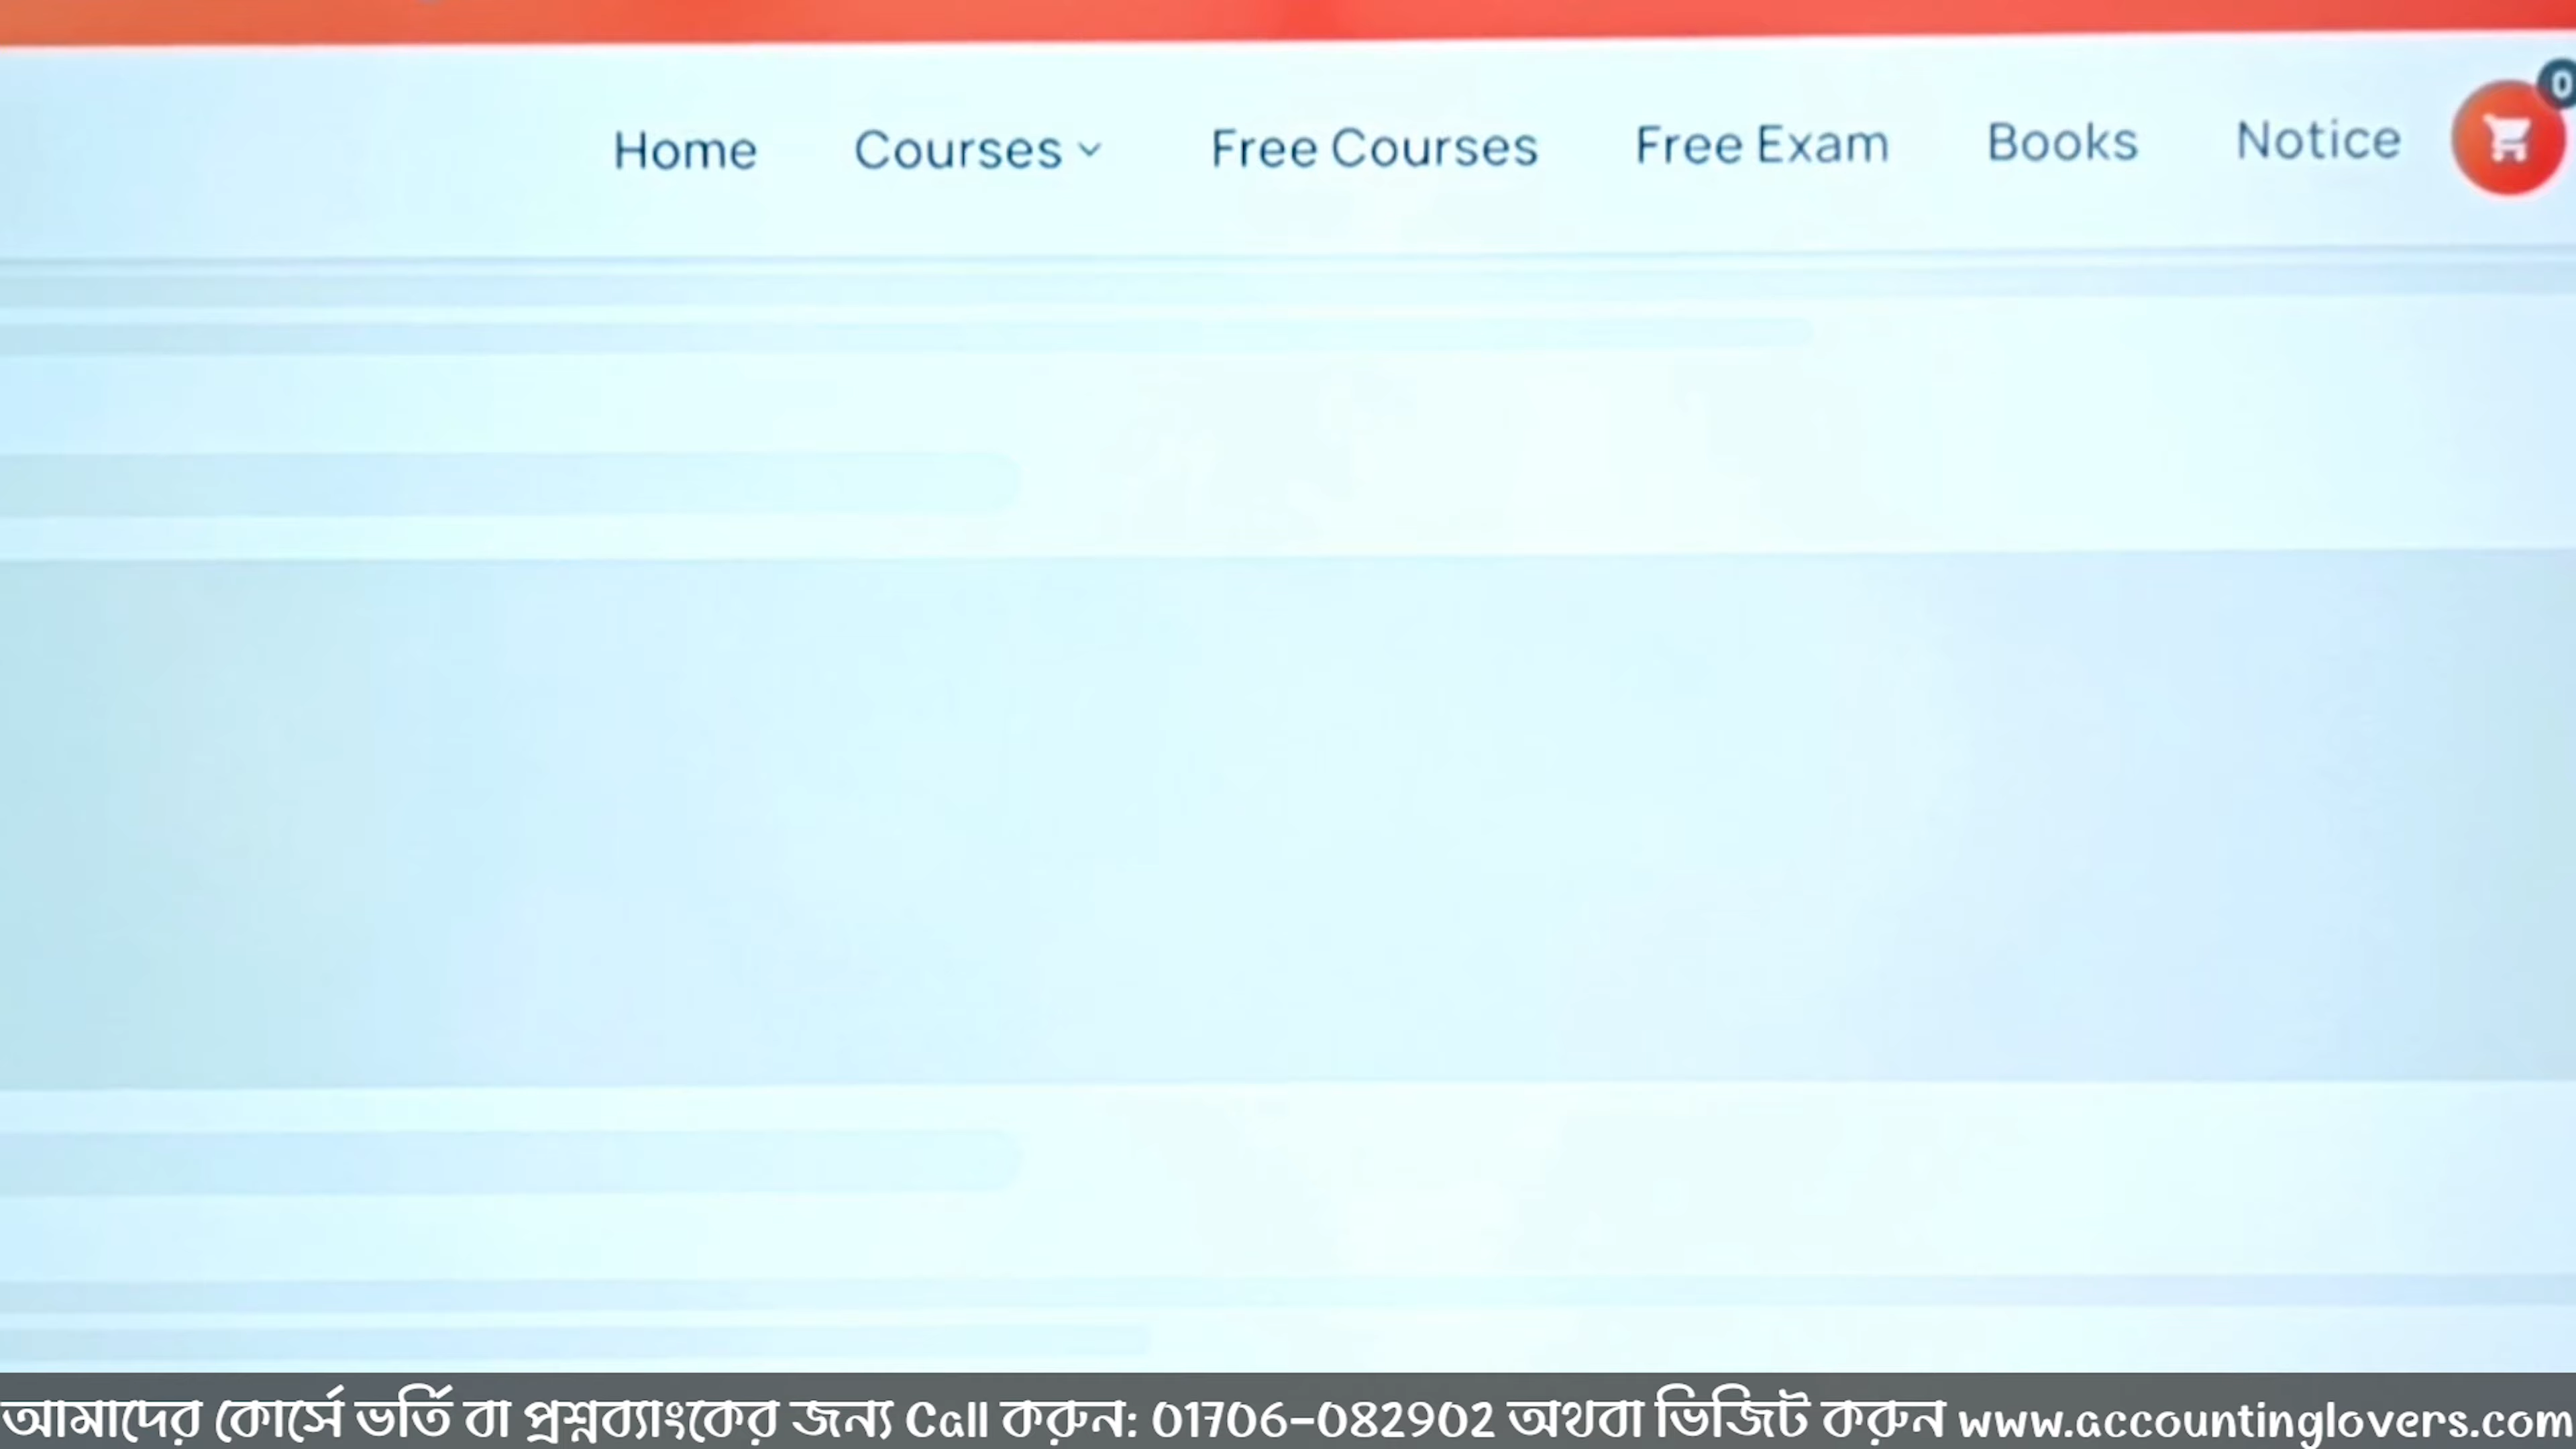 Home Courses Free Courses Free Exam Books Notice 0
আমাদের কোর্সে ভর্তি বা প্রশ্নব্যাংকের জন্য Call করুন: 01706-082902 অথবা ভিজিট করুন www.accountinglovers.com